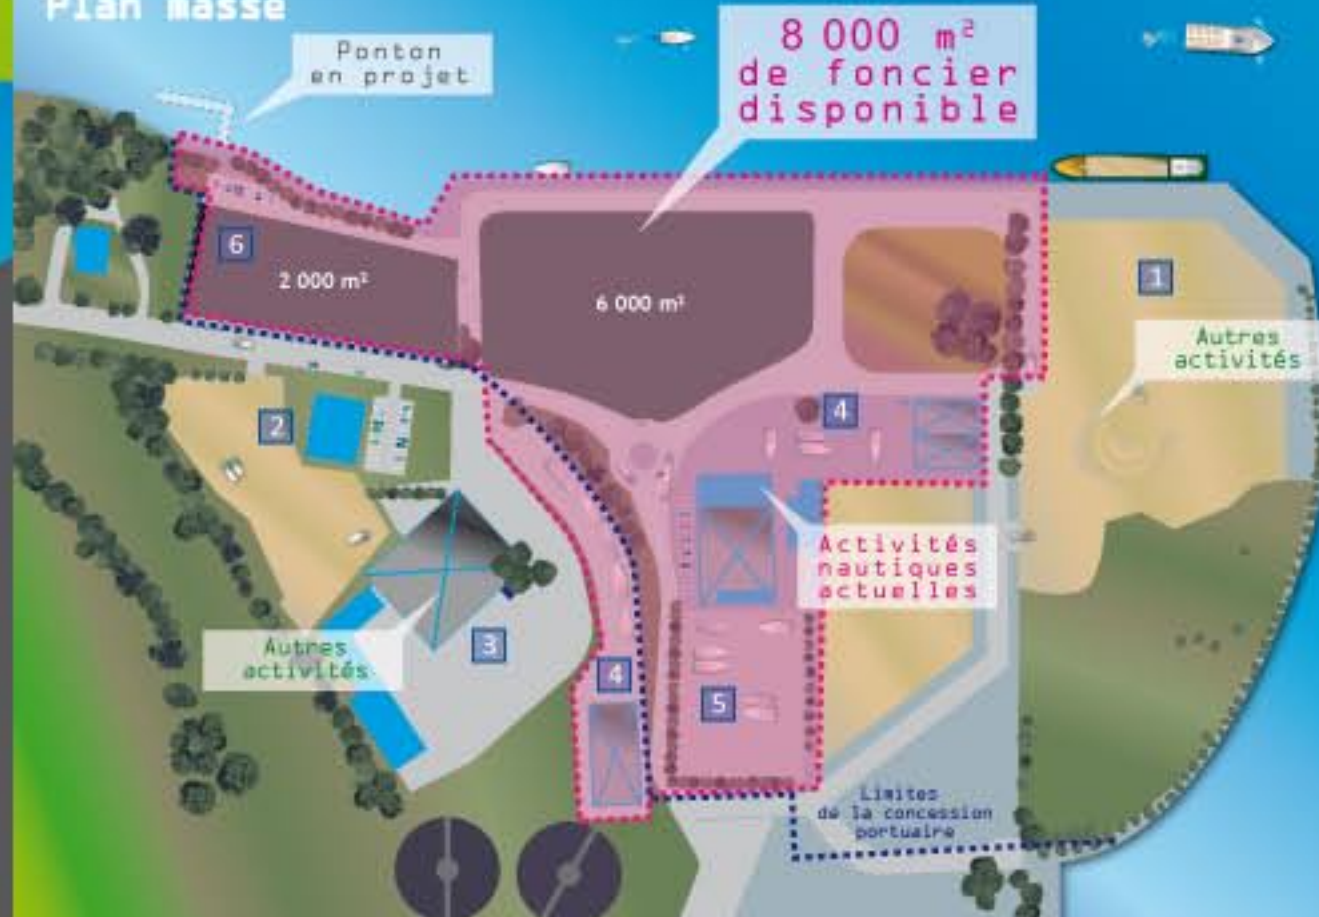 Plan masse
Ponton
en projet
8 000 m²
de foncier
disponible
6
2 000 m²
6 000 m²
1
Autres
activités
2
4
Activités
nautiques
actuelles
Autres
activités
3
4
5
Limites
de la concession
portuaire